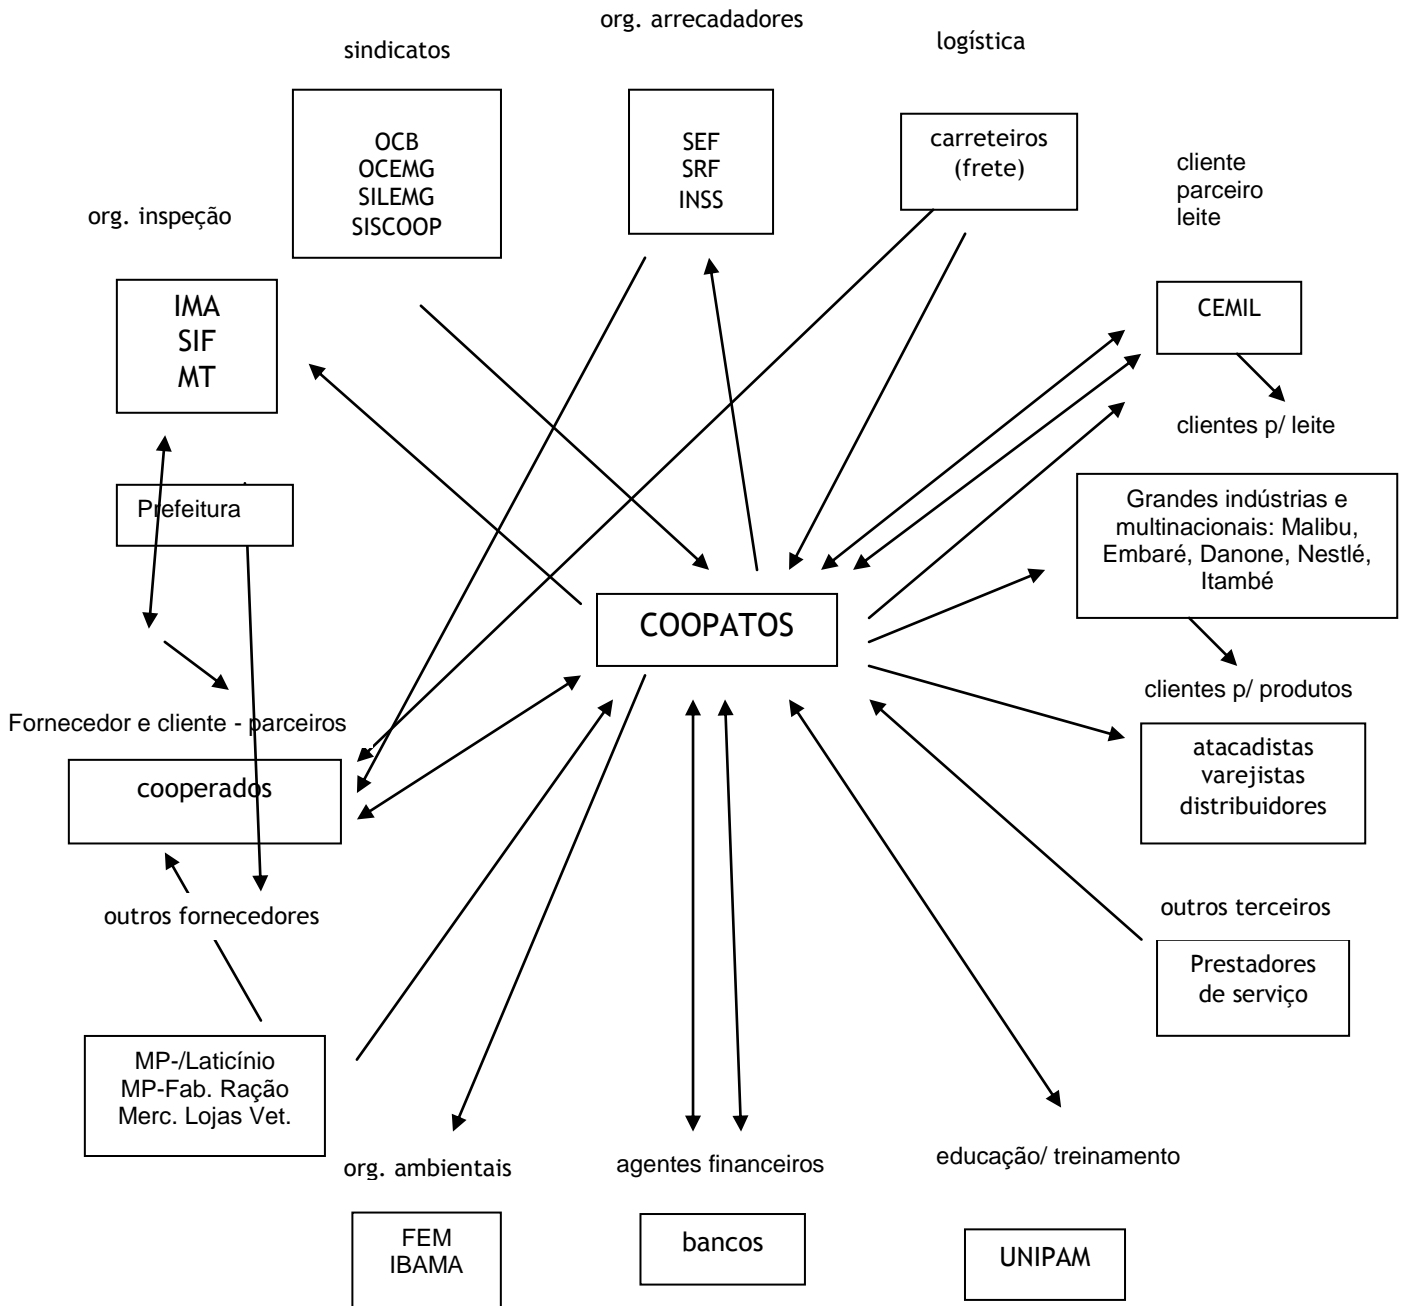 org. arrecadadores
sindicatos
logística
OCB
OCEMG
SILEMG
SISCOOP
SEF
SRF
INSS
carreteiros
(frete)
cliente
parceiro
leite
org. inspeção
IMA
SIF
MT
CEMIL
clientes p/ leite
Prefeitura
Grandes indústrias e
multinacionais: Malibu,
Embaré, Danone, Nestlé,
Itambé
COOPATOS
clientes p/ produtos
Fornecedor e cliente - parceiros
cooperados
atacadistas
varejistas
distribuidores
outros fornecedores
outros terceiros
Prestadores
de serviço
MP-/Laticínio
MP-Fab. Ração
Merc. Lojas Vet.
org. ambientais
agentes financeiros
educação/ treinamento
FEM
IBAMA
bancos
UNIPAM